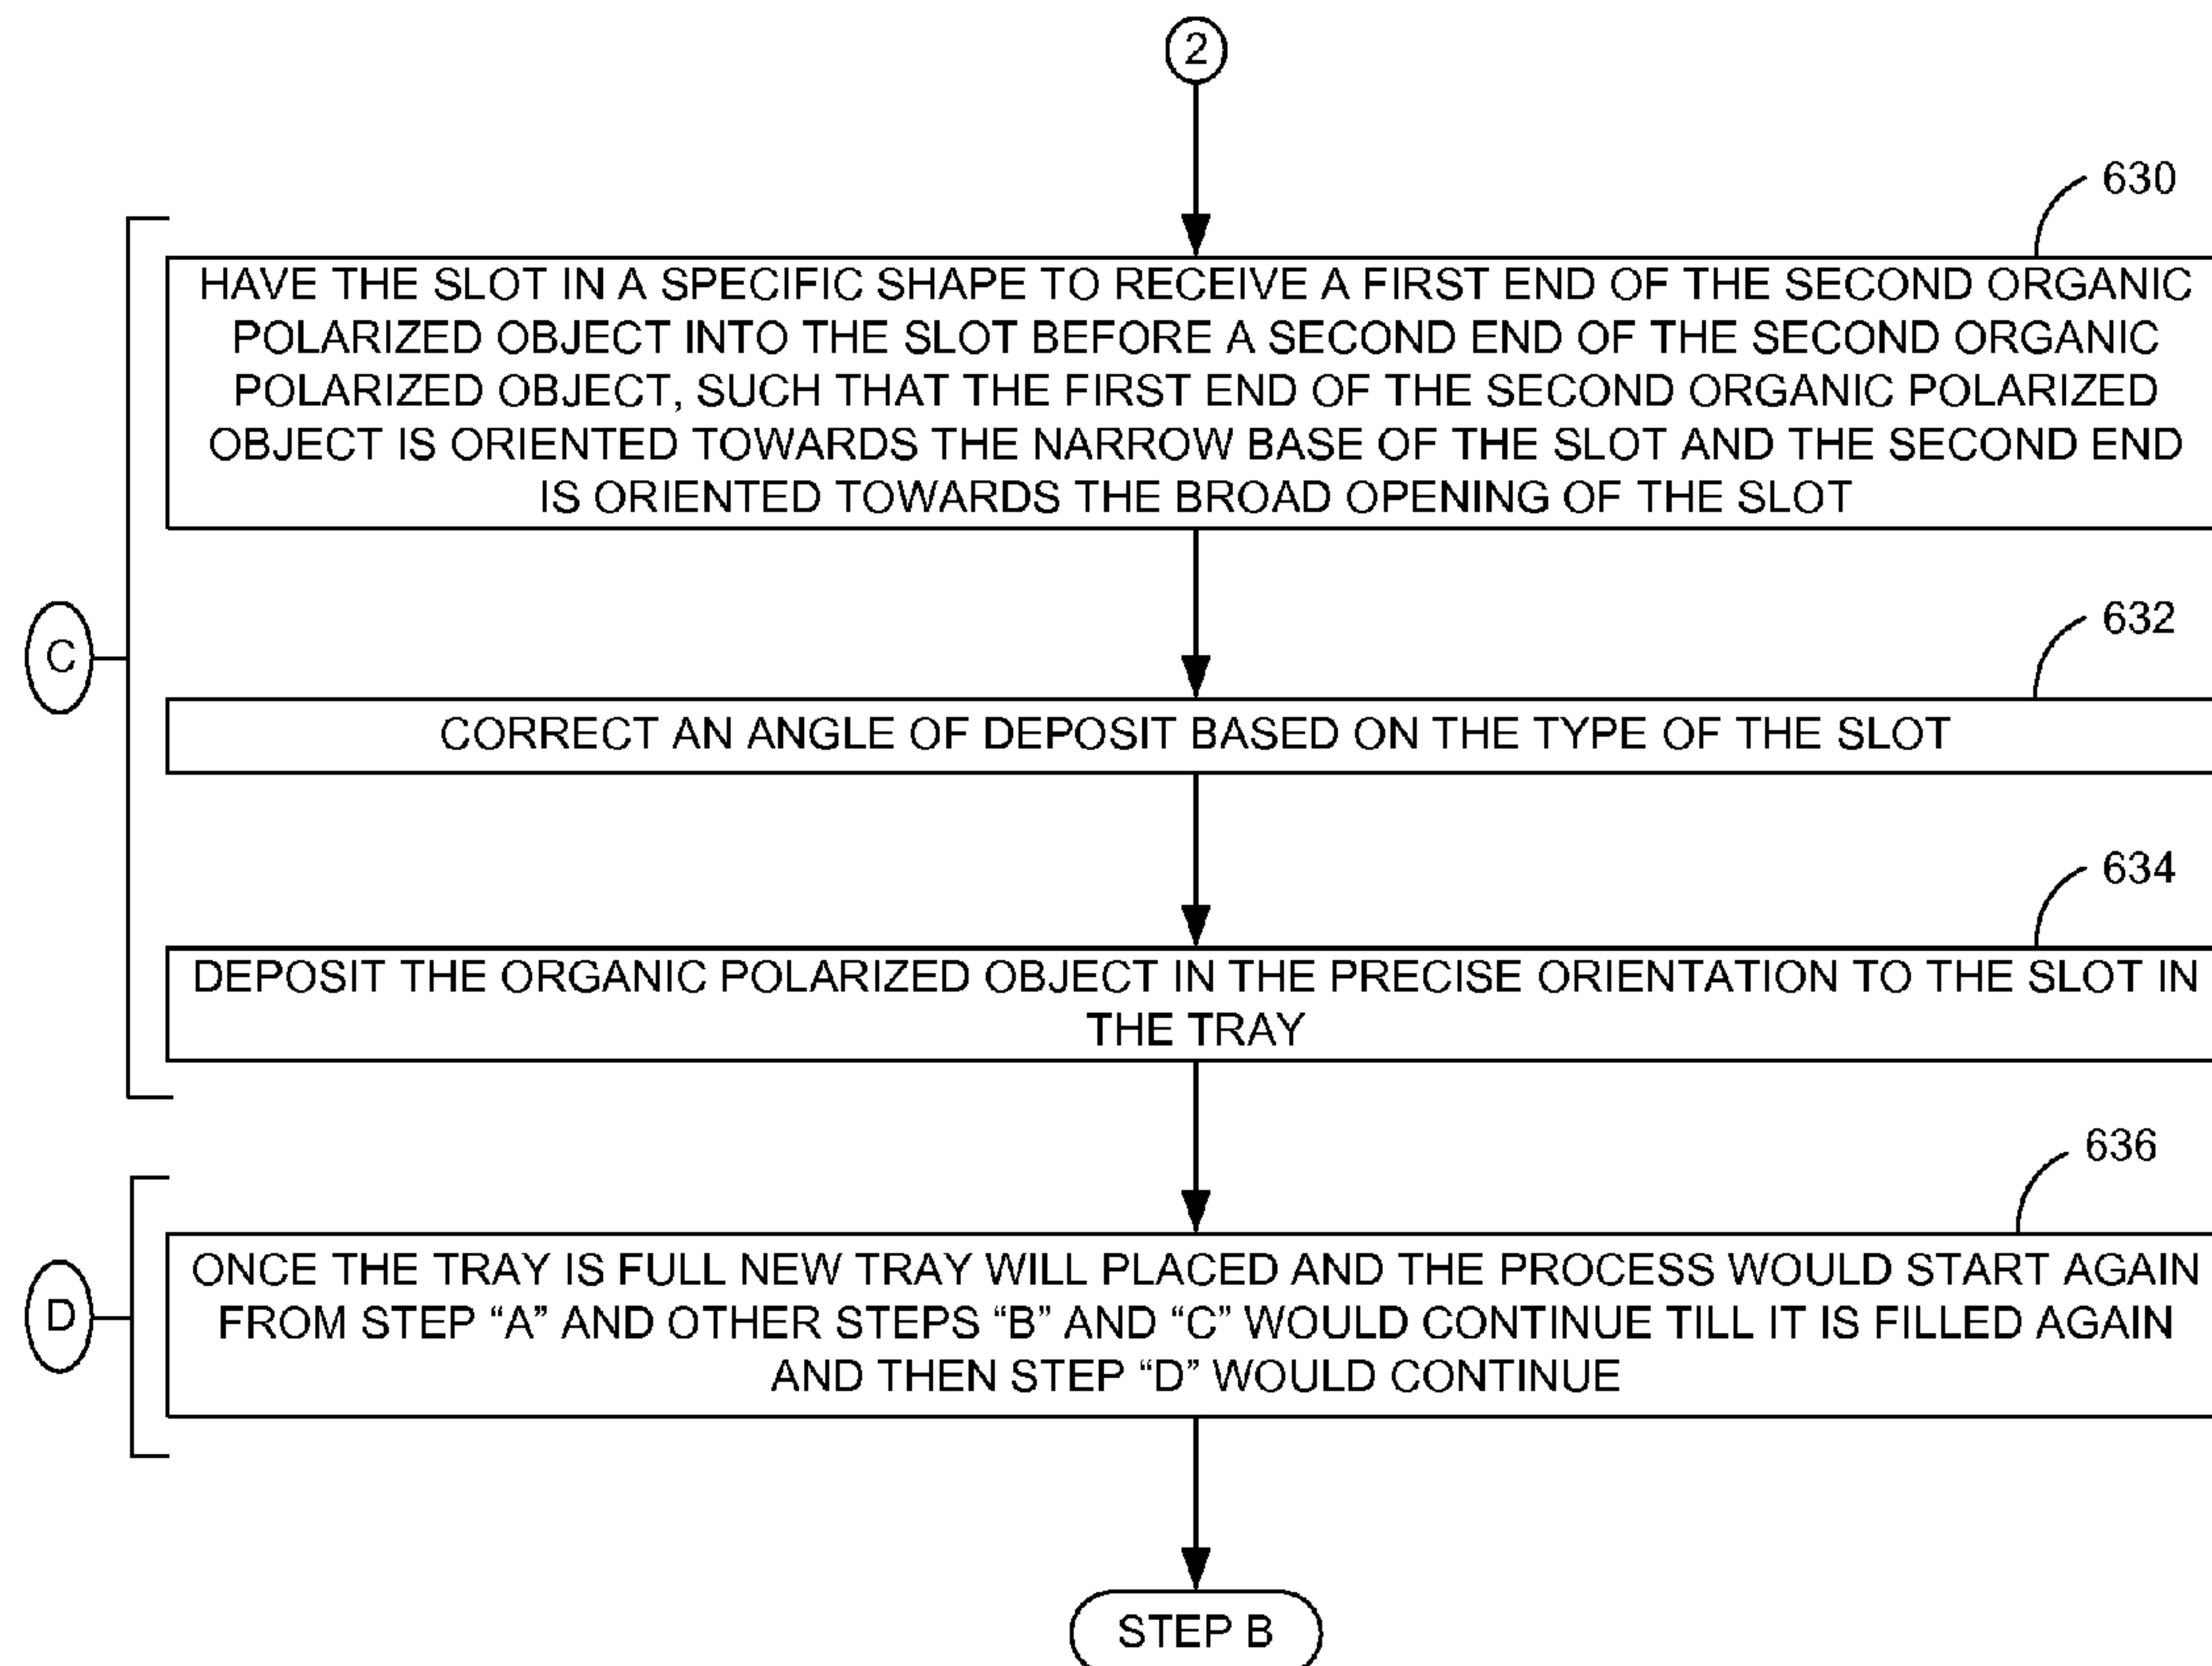 2
630
HAVE THE SLOT IN A SPECIFIC SHAPE TO RECEIVE A FIRST END OF THE SECOND ORGANIC
POLARIZED OBJECT INTO THE SLOT BEFORE A SECOND END OF THE SECOND ORGANIC
POLARIZED OBJECT, SUCH THAT THE FIRST END OF THE SECOND ORGANIC POLARIZED
OBJECT IS ORIENTED TOWARDS THE NARROW BASE OF THE SLOT AND THE SECOND END
IS ORIENTED TOWARDS THE BROAD OPENING OF THE SLOT
C
632
CORRECT AN ANGLE OF DEPOSIT BASED ON THE TYPE OF THE SLOT
634
DEPOSIT THE ORGANIC POLARIZED OBJECT IN THE PRECISE ORIENTATION TO THE SLOT IN
THE TRAY
636
D
ONCE THE TRAY IS FULL NEW TRAY WILL PLACED AND THE PROCESS WOULD START AGAIN
FROM STEP “A” AND OTHER STEPS “B” AND “C” WOULD CONTINUE TILL IT IS FILLED AGAIN
AND THEN STEP “D” WOULD CONTINUE
STEP B